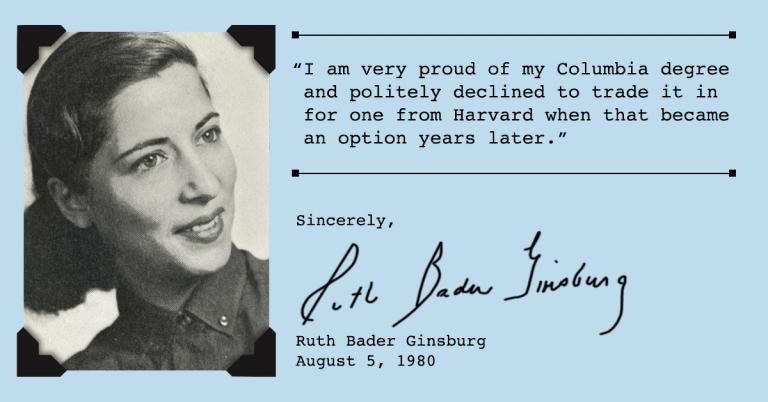 “I am very proud of my Columbia degree
and politely declined to trade it in
for one from Harvard when that became
an option years later.”
Sincerely,
Ruth Bader Ginsburg
Ruth Bader Ginsburg
August 5, 1980